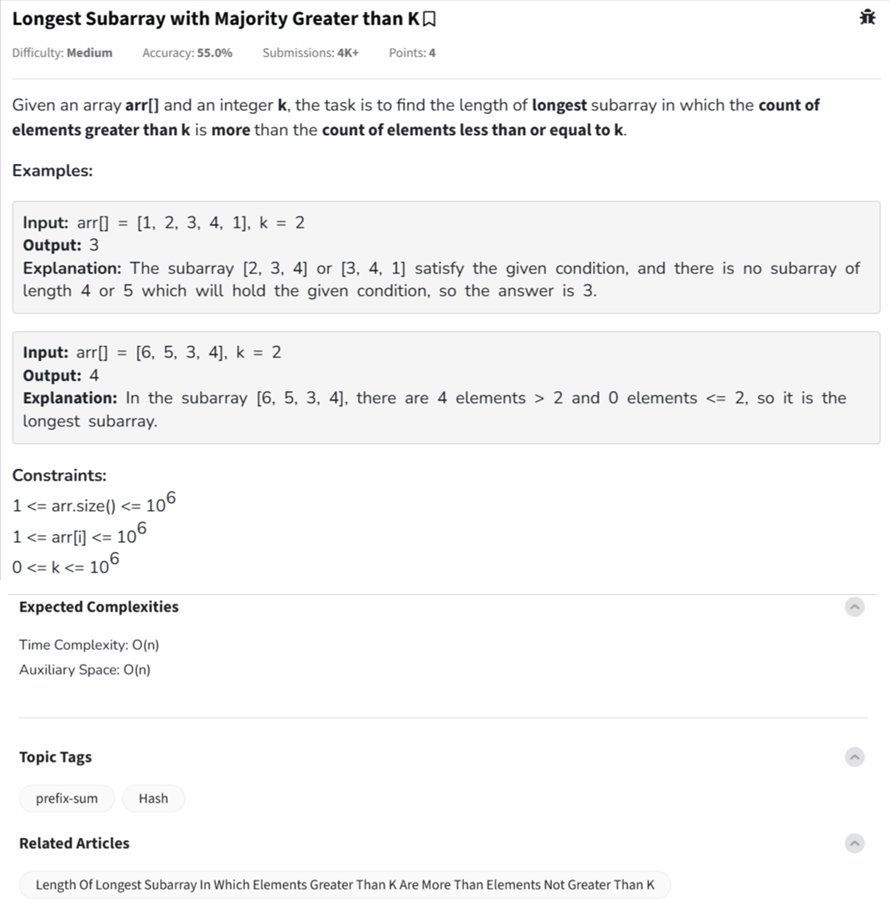 Longest Subarray with Majority Greater than K
Difficulty: Medium Accuracy: 55.0% Submissions: 4K+ Points: 4
Given an array arr[] and an integer k, the task is to find the length of longest subarray in which the count of
elements greater than k is more than the count of elements less than or equal to k.
Examples:
Input: arr[] = [1, 2, 3, 4, 1], k = 2
Output: 3
Explanation: The subarray [2, 3, 4] or [3, 4, 1] satisfy the given condition, and there is no subarray of
length 4 or 5 which will hold the given condition, so the answer is 3.
Input: arr[] = [6, 5, 3, 4], k = 2
Output: 4
Explanation: In the subarray [6, 5, 3, 4], there are 4 elements > 2 and 0 elements <= 2, so it is the
longest subarray.
Constraints:
1 <= arr.size() <= 10^6
1 <= arr[i] <= 10^6
0 <= k <= 10^6
Expected Complexities
Time Complexity: O(n)
Auxiliary Space: O(n)
Topic Tags
prefix-sum Hash
Related Articles
Length Of Longest Subarray In Which Elements Greater Than K Are More Than Elements Not Greater Than K